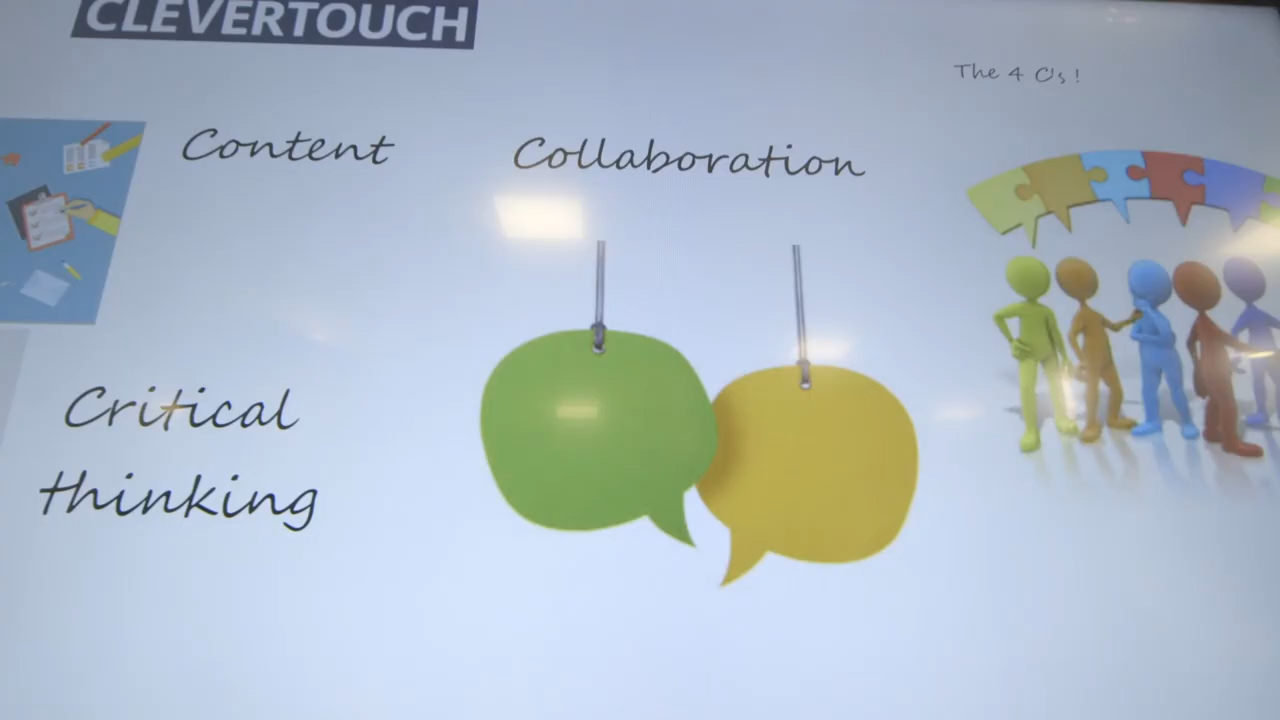 CLEVERTOUCH
The 4 C's!
Content
Collaboration
Critical
thinking